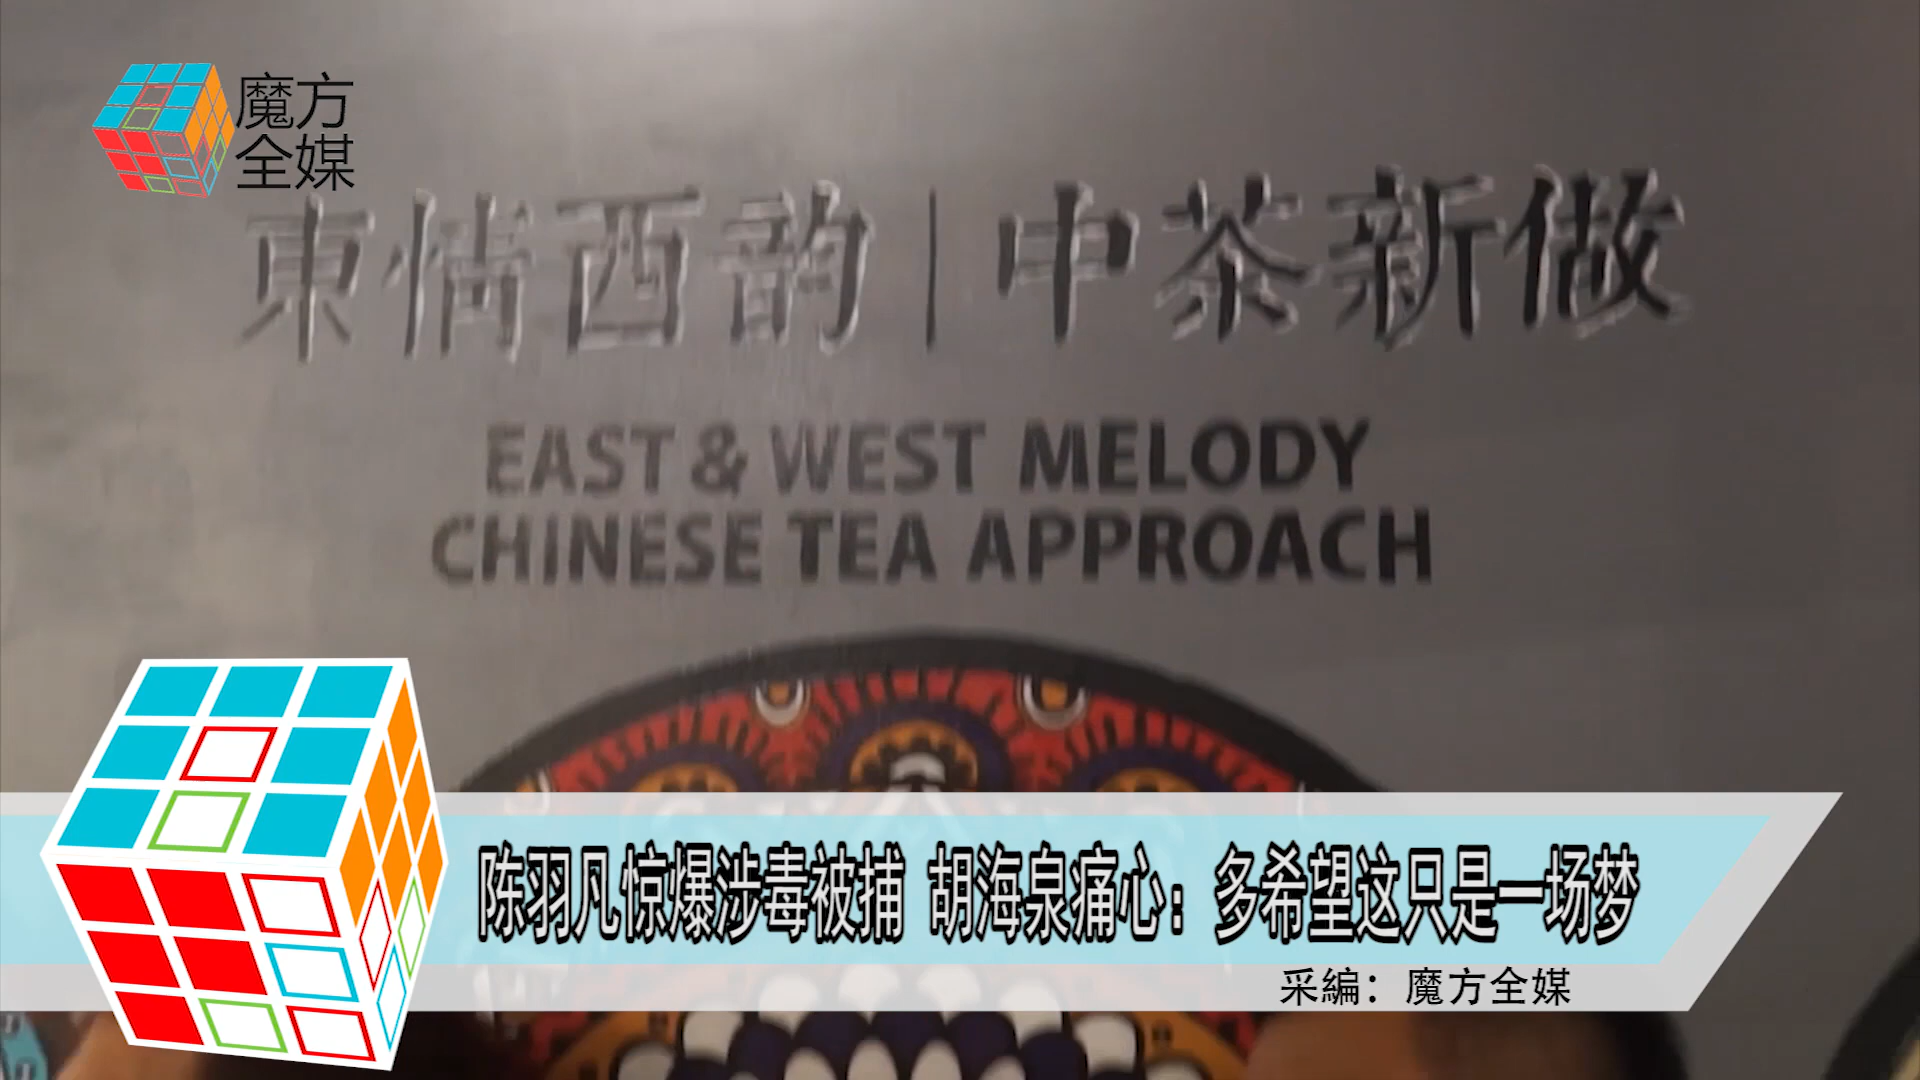 魔方
全媒
東情西韵 | 中茶新做
EAST & WEST MELODY
CHINESE TEA APPROACH
陈羽凡惊爆涉毒被捕 胡海泉痛心：多希望这只是一场梦
采编：魔方全媒